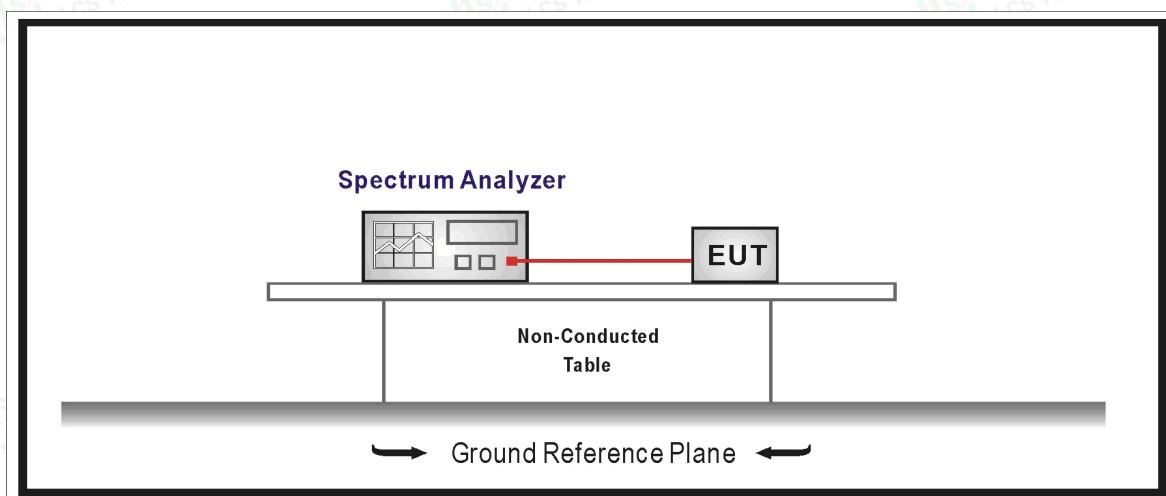 Spectrum Analyzer
EUT
Non-Conducted
Table
Ground Reference Plane